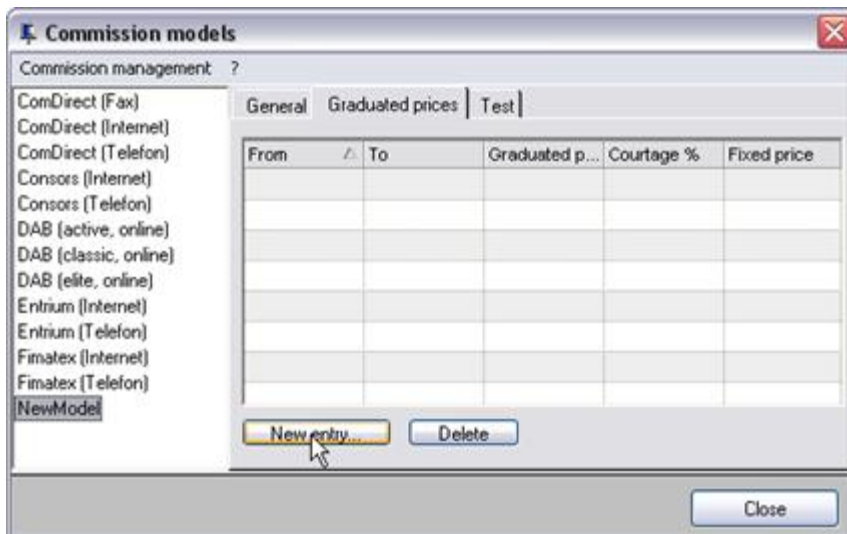 Commission models
Commission management ?
ComDirect (Fax)
ComDirect (Internet)
ComDirect (Telefon)
Consors (Internet)
Consors (Telefon)
DAB (active, online)
DAB (classic, online)
DAB (elite, online)
Entrium (Internet)
Entrium (Telefon)
Fimatex (Internet)
Fimatex (Telefon)
NewModel
General Graduated prices Test
From To Graduated p... Courtage % Fixed price
New entry... Delete
Close